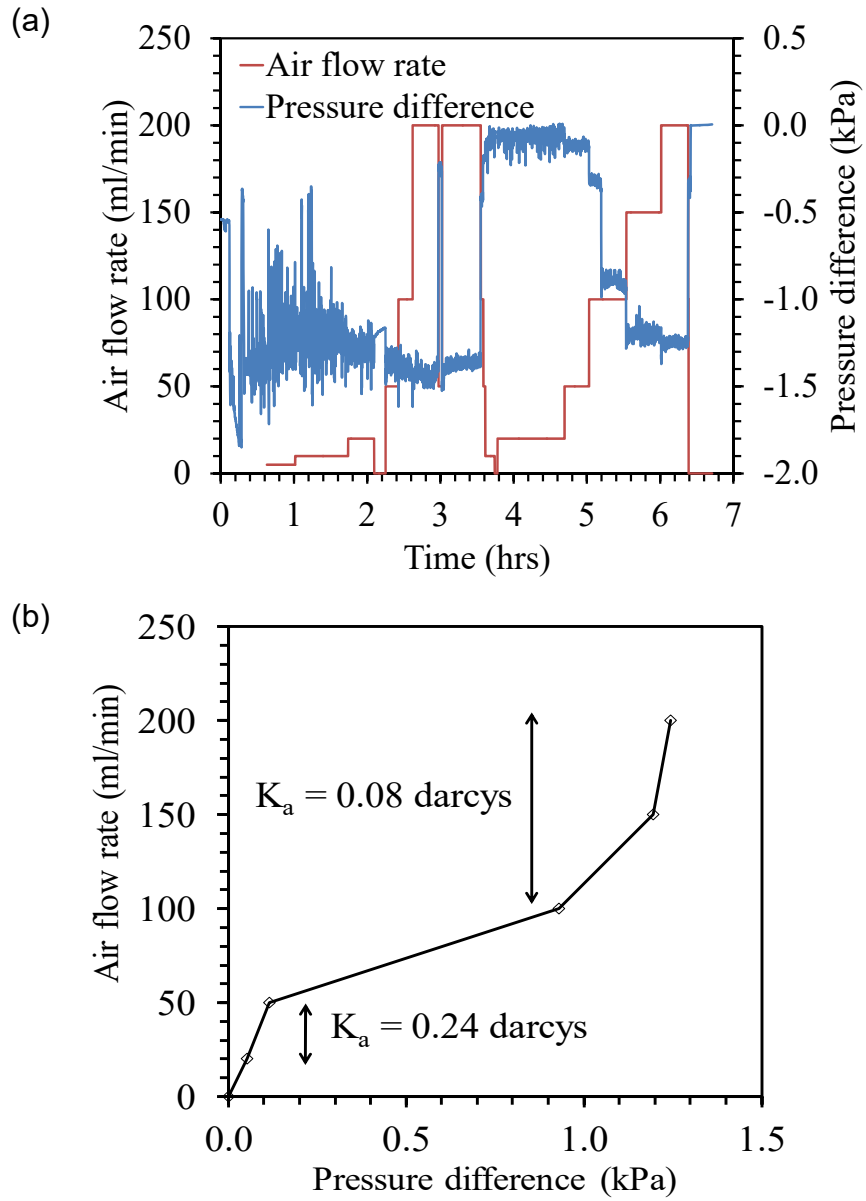 (a)
250
200
150
100
50
0
Air flow rate (ml/min)
Air flow rate
Pressure difference
0.5
0.0
-0.5
-1.0
-1.5
-2.0
Pressure difference (kPa)
0 1 2 3 4 5 6 7
Time (hrs)
(b)
250
200
150
100
50
0
Air flow rate (ml/min)
Ka = 0.08 darcys
Ka = 0.24 darcys
0.0 0.5 1.0 1.5
Pressure difference (kPa)